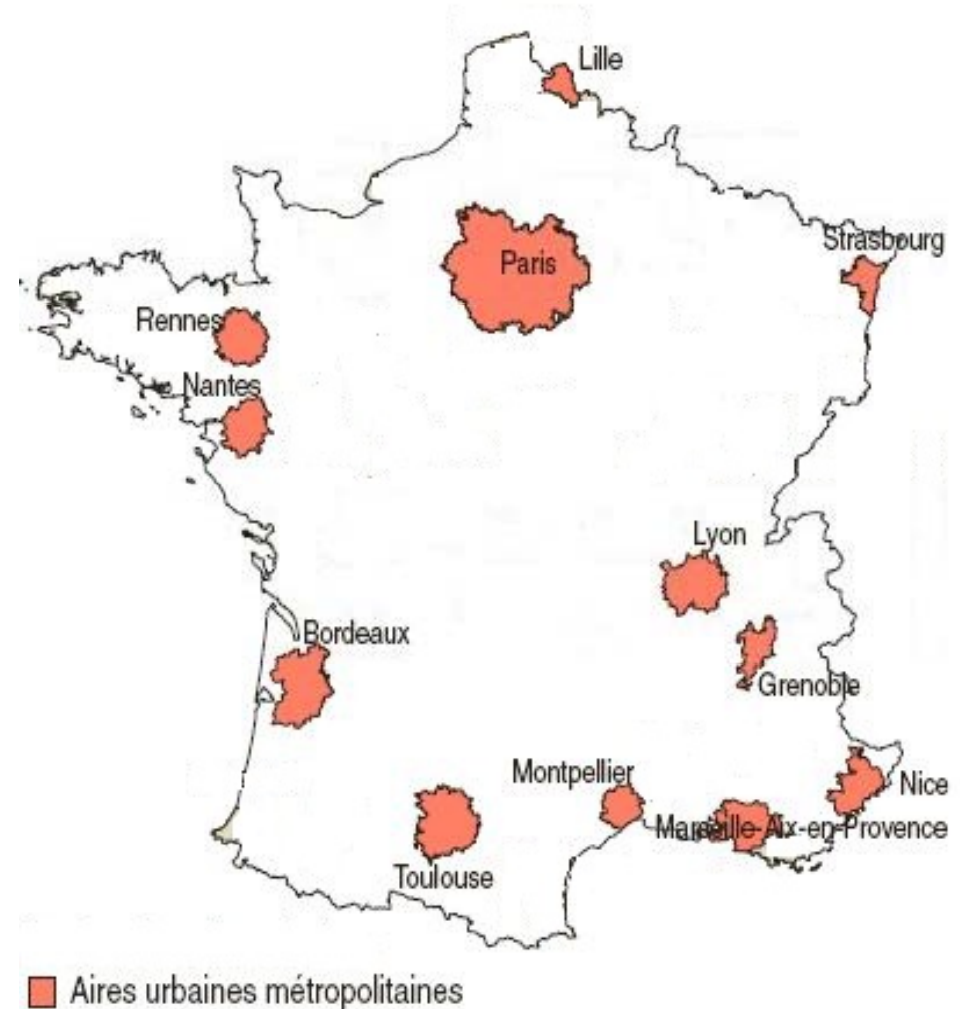 Lille
Strasbourg
Paris
Rennes
Nantes
Lyon
Bordeaux
Grenoble
Montpellier
Nice
Marseille-Aix-en-Provence
Toulouse
Aires urbaines métropolitaines